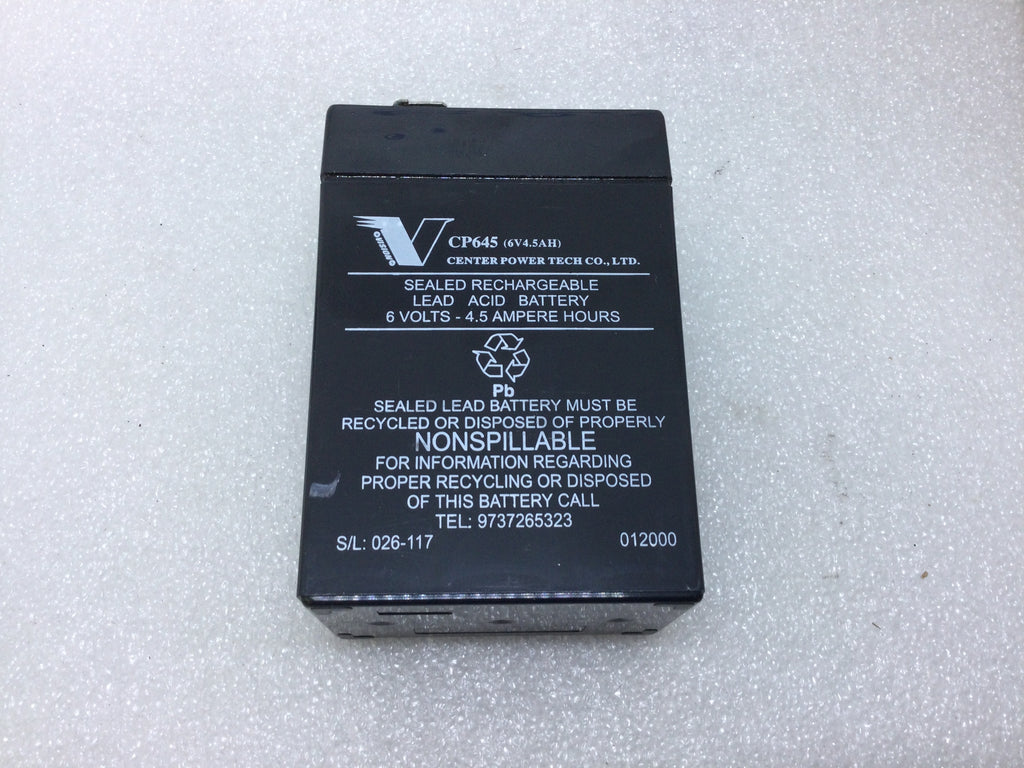 VISION
CP645 (6V4.5AH)
CENTER POWER TECH CO., LTD.
SEALED RECHARGEABLE
LEAD ACID BATTERY
6 VOLTS - 4.5 AMPERE HOURS
Pb
SEALED LEAD BATTERY MUST BE
RECYCLED OR DISPOSED OF PROPERLY
NONSPILLABLE
FOR INFORMATION REGARDING
PROPER RECYCLING OR DISPOSED
OF THIS BATTERY CALL
TEL: 9737265323
S/L: 026-117 012000